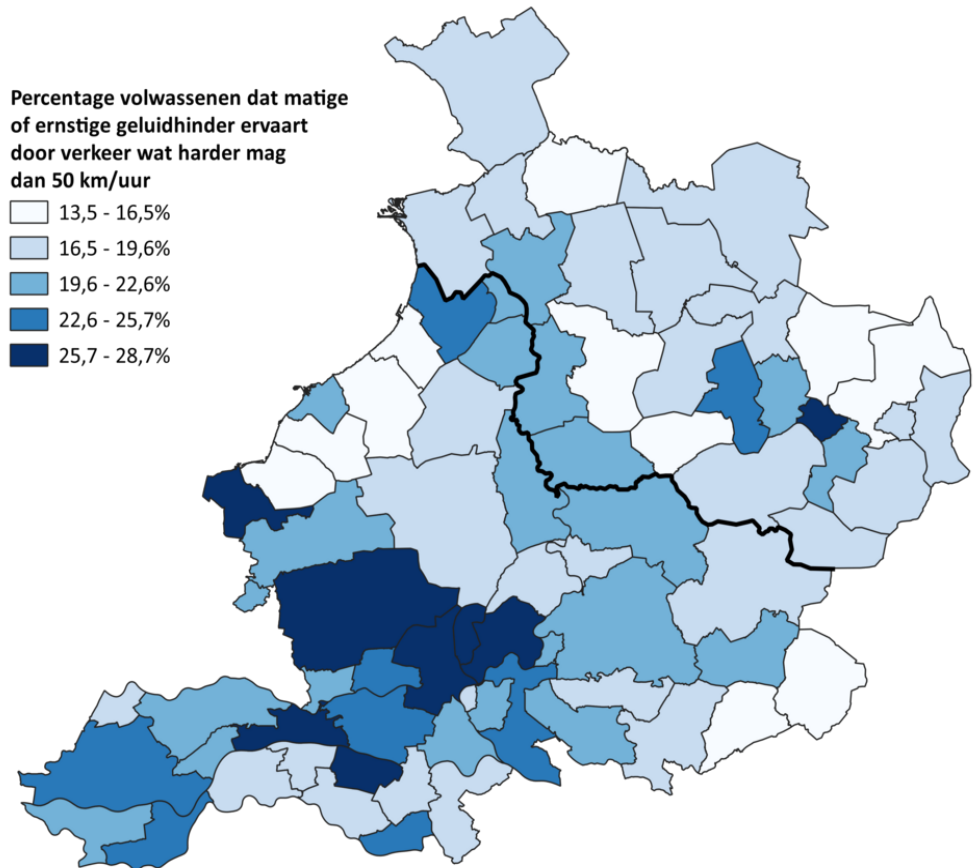 Percentage volwassenen dat matige
of ernstige geluidhinder ervaart
door verkeer wat harder mag
dan 50 km/uur
13,5 - 16,5%
16,5 - 19,6%
19,6 - 22,6%
22,6 - 25,7%
25,7 - 28,7%